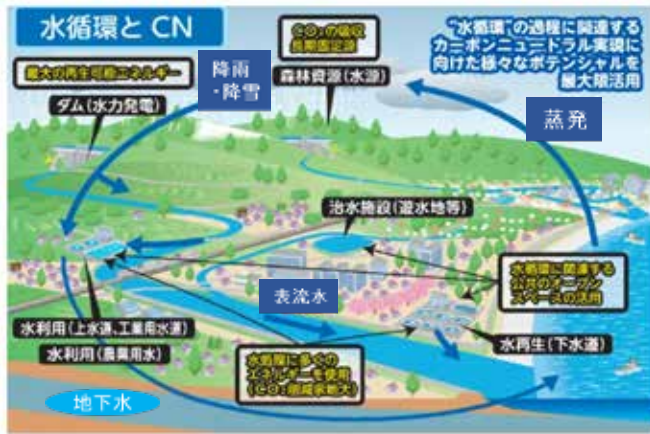 水循環と CN
"水循環"の過程に関連する
カーボンニュートラル実現に
向けた様々なポテンシャルを
最大限活用
CO₂の吸収
長期固定源
森林資源(水源)
降雨
・降雪
最大の再生可能エネルギー
ダム(水力発電)
蒸発
治水施設(遊水地等)
水循環に関連する
公共のオープン
スペースの活用
表流水
水利用(上水道、工業用水道)
水利用(農業用水)
水再生(下水道)
水処理に多くの
エネルギーを使用
(CO₂削減余地大)
地下水